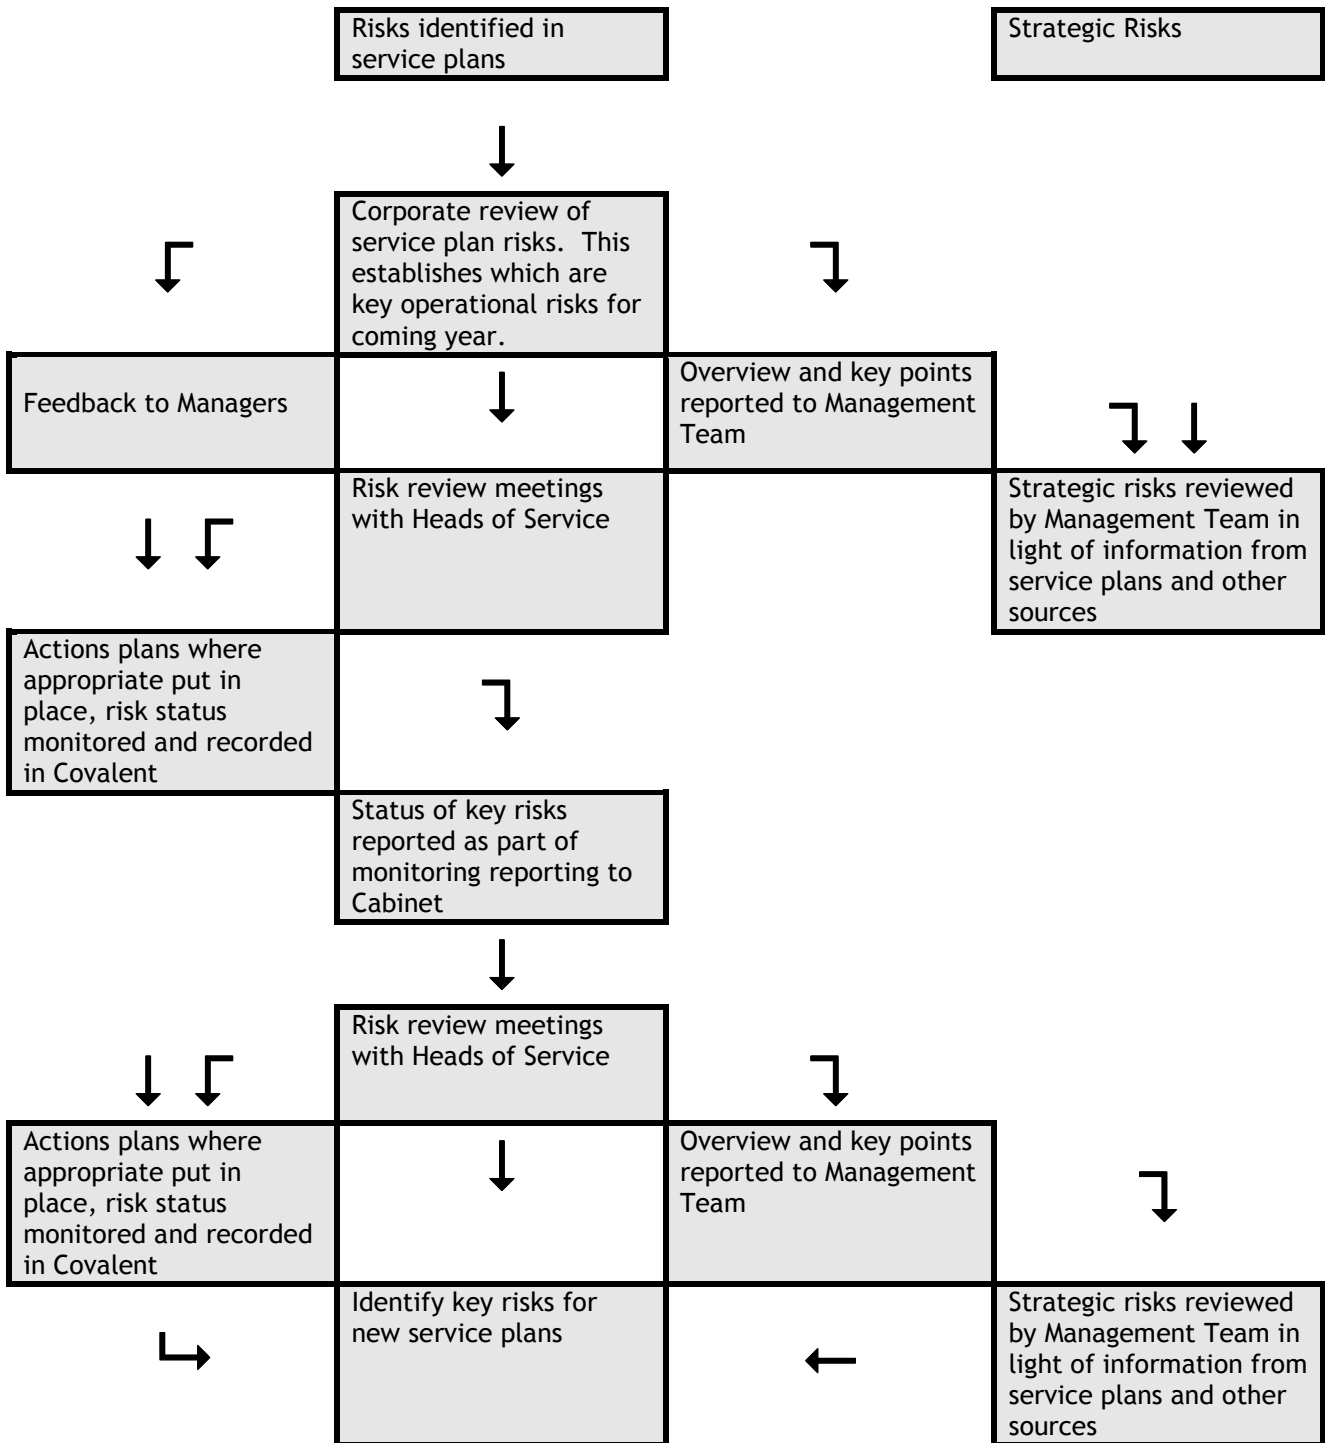 Risks identified in
service plans
Strategic Risks
Corporate review of
service plan risks.  This
establishes which are
key operational risks for
coming year.
Feedback to Managers
Overview and key points
reported to Management
Team
Risk review meetings
with Heads of Service
Strategic risks reviewed
by Management Team in
light of information from
service plans and other
sources
Actions plans where
appropriate put in
place, risk status
monitored and recorded
in Covalent
Status of key risks
reported as part of
monitoring reporting to
Cabinet
Risk review meetings
with Heads of Service
Actions plans where
appropriate put in
place, risk status
monitored and recorded
in Covalent
Overview and key points
reported to Management
Team
Identify key risks for
new service plans
Strategic risks reviewed
by Management Team in
light of information from
service plans and other
sources